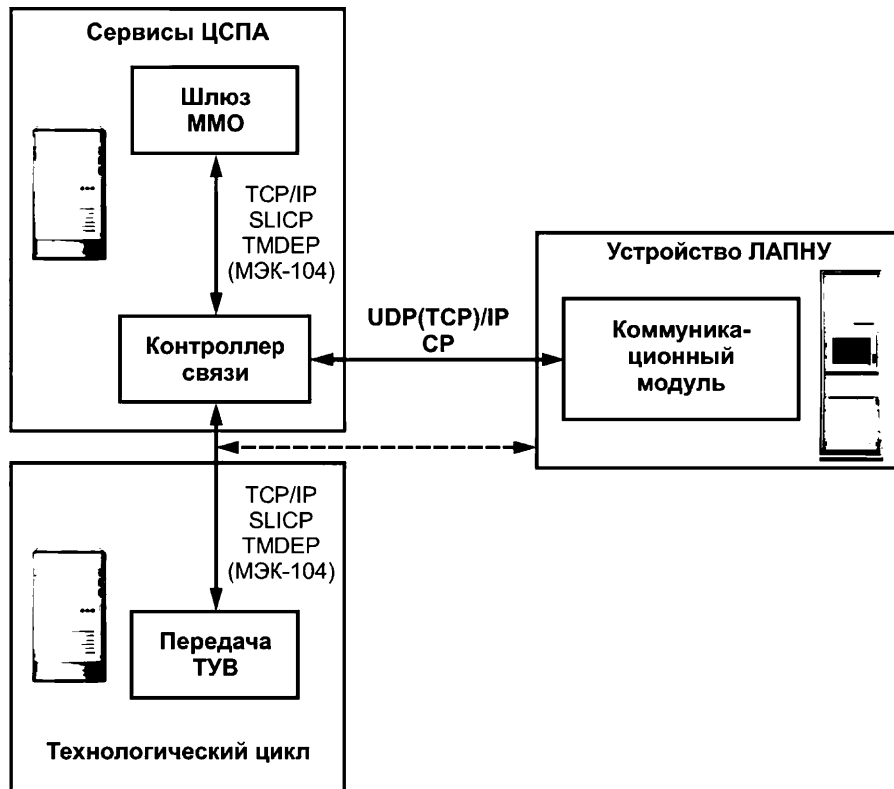 Сервисы ЦСПА
Шлюз
ММО
TCP/IP
SLICP
TMDEP
(МЭК-104)
Контроллер
связи
UDP(TCP)/IP
CP
Устройство ЛАПНУ
Коммуника-
ционный
модуль
TCP/IP
SLICP
TMDEP
(МЭК-104)
Передача
ТУВ
Технологический цикл